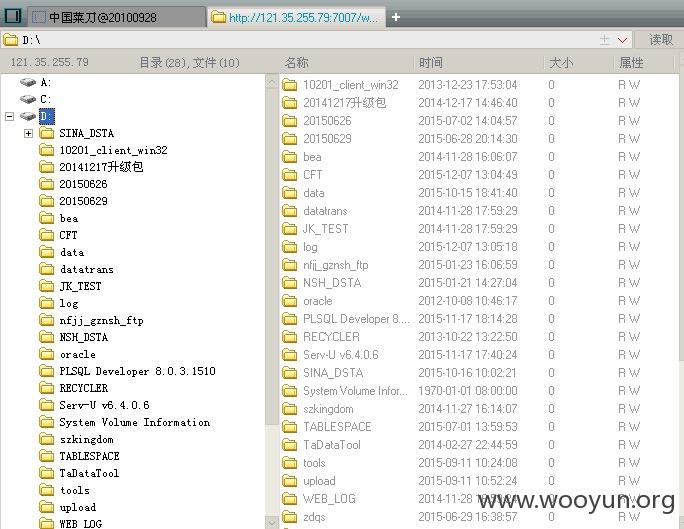 中国菜刀@20100928 http://121.35.255.79:7007/w... +
D:\ 读取
121.35.255.79 目录(28),文件(10) 名称 时间 大小 属性
A:
C:
D:
SINA_DSTA
10201_client_win32
20141217升级包
20150626
20150629
bea
CFT
data
datatrans
JK_TEST
log
nfjj_gznsh_ftp
NSH_DSTA
oracle
PLSQL Developer 8.0.3.1510
RECYCLER
Serv-U v6.4.0.6
System Volume Information
szkingdom
TABLESPACE
TaDataTool
tools
upload
WEB LOG
10201_client_win32 2013-12-23 17:53:04 0 R W
20141217升级包 2014-12-17 14:46:40 0 R W
20150626 2015-07-02 14:04:57 0 R W
20150629 2015-06-28 20:14:30 0 R W
bea 2014-11-28 16:06:07 0 R W
CFT 2015-12-07 13:04:49 0 R W
data 2015-10-15 18:41:40 0 R W
datatrans 2014-11-28 17:59:29 0 R W
JK_TEST 2014-11-28 17:59:29 0 R W
log 2015-12-07 13:05:18 0 R W
nfjj_gznsh_ftp 2015-01-23 16:06:59 0 R W
NSH_DSTA 2015-01-21 14:27:04 0 R W
oracle 2012-10-08 10:46:17 0 R W
PLSQL Developer 8.... 2015-11-17 18:14:28 0 R W
RECYCLER 2013-10-22 13:22:50 0 R W
Serv-U v6.4.0.6 2015-11-17 17:40:24 0 R W
SINA_DSTA 2015-10-16 10:02:21 0 R W
System Volume Infor... 1970-01-01 08:00:00 0 R W
szkingdom 2014-11-27 16:14:07 0 R W
TABLESPACE 2015-07-01 13:59:53 0 R W
TaDataTool 2014-02-27 22:44:59 0 R W
tools 2015-09-11 10:24:08 0 R W
upload 2015-09-11 10:52:24 0 R W
WEB_LOG 2014-11-28 0 R W
zdqs 2015-06-29 16:38:57 0 R W
www.wooyun.org